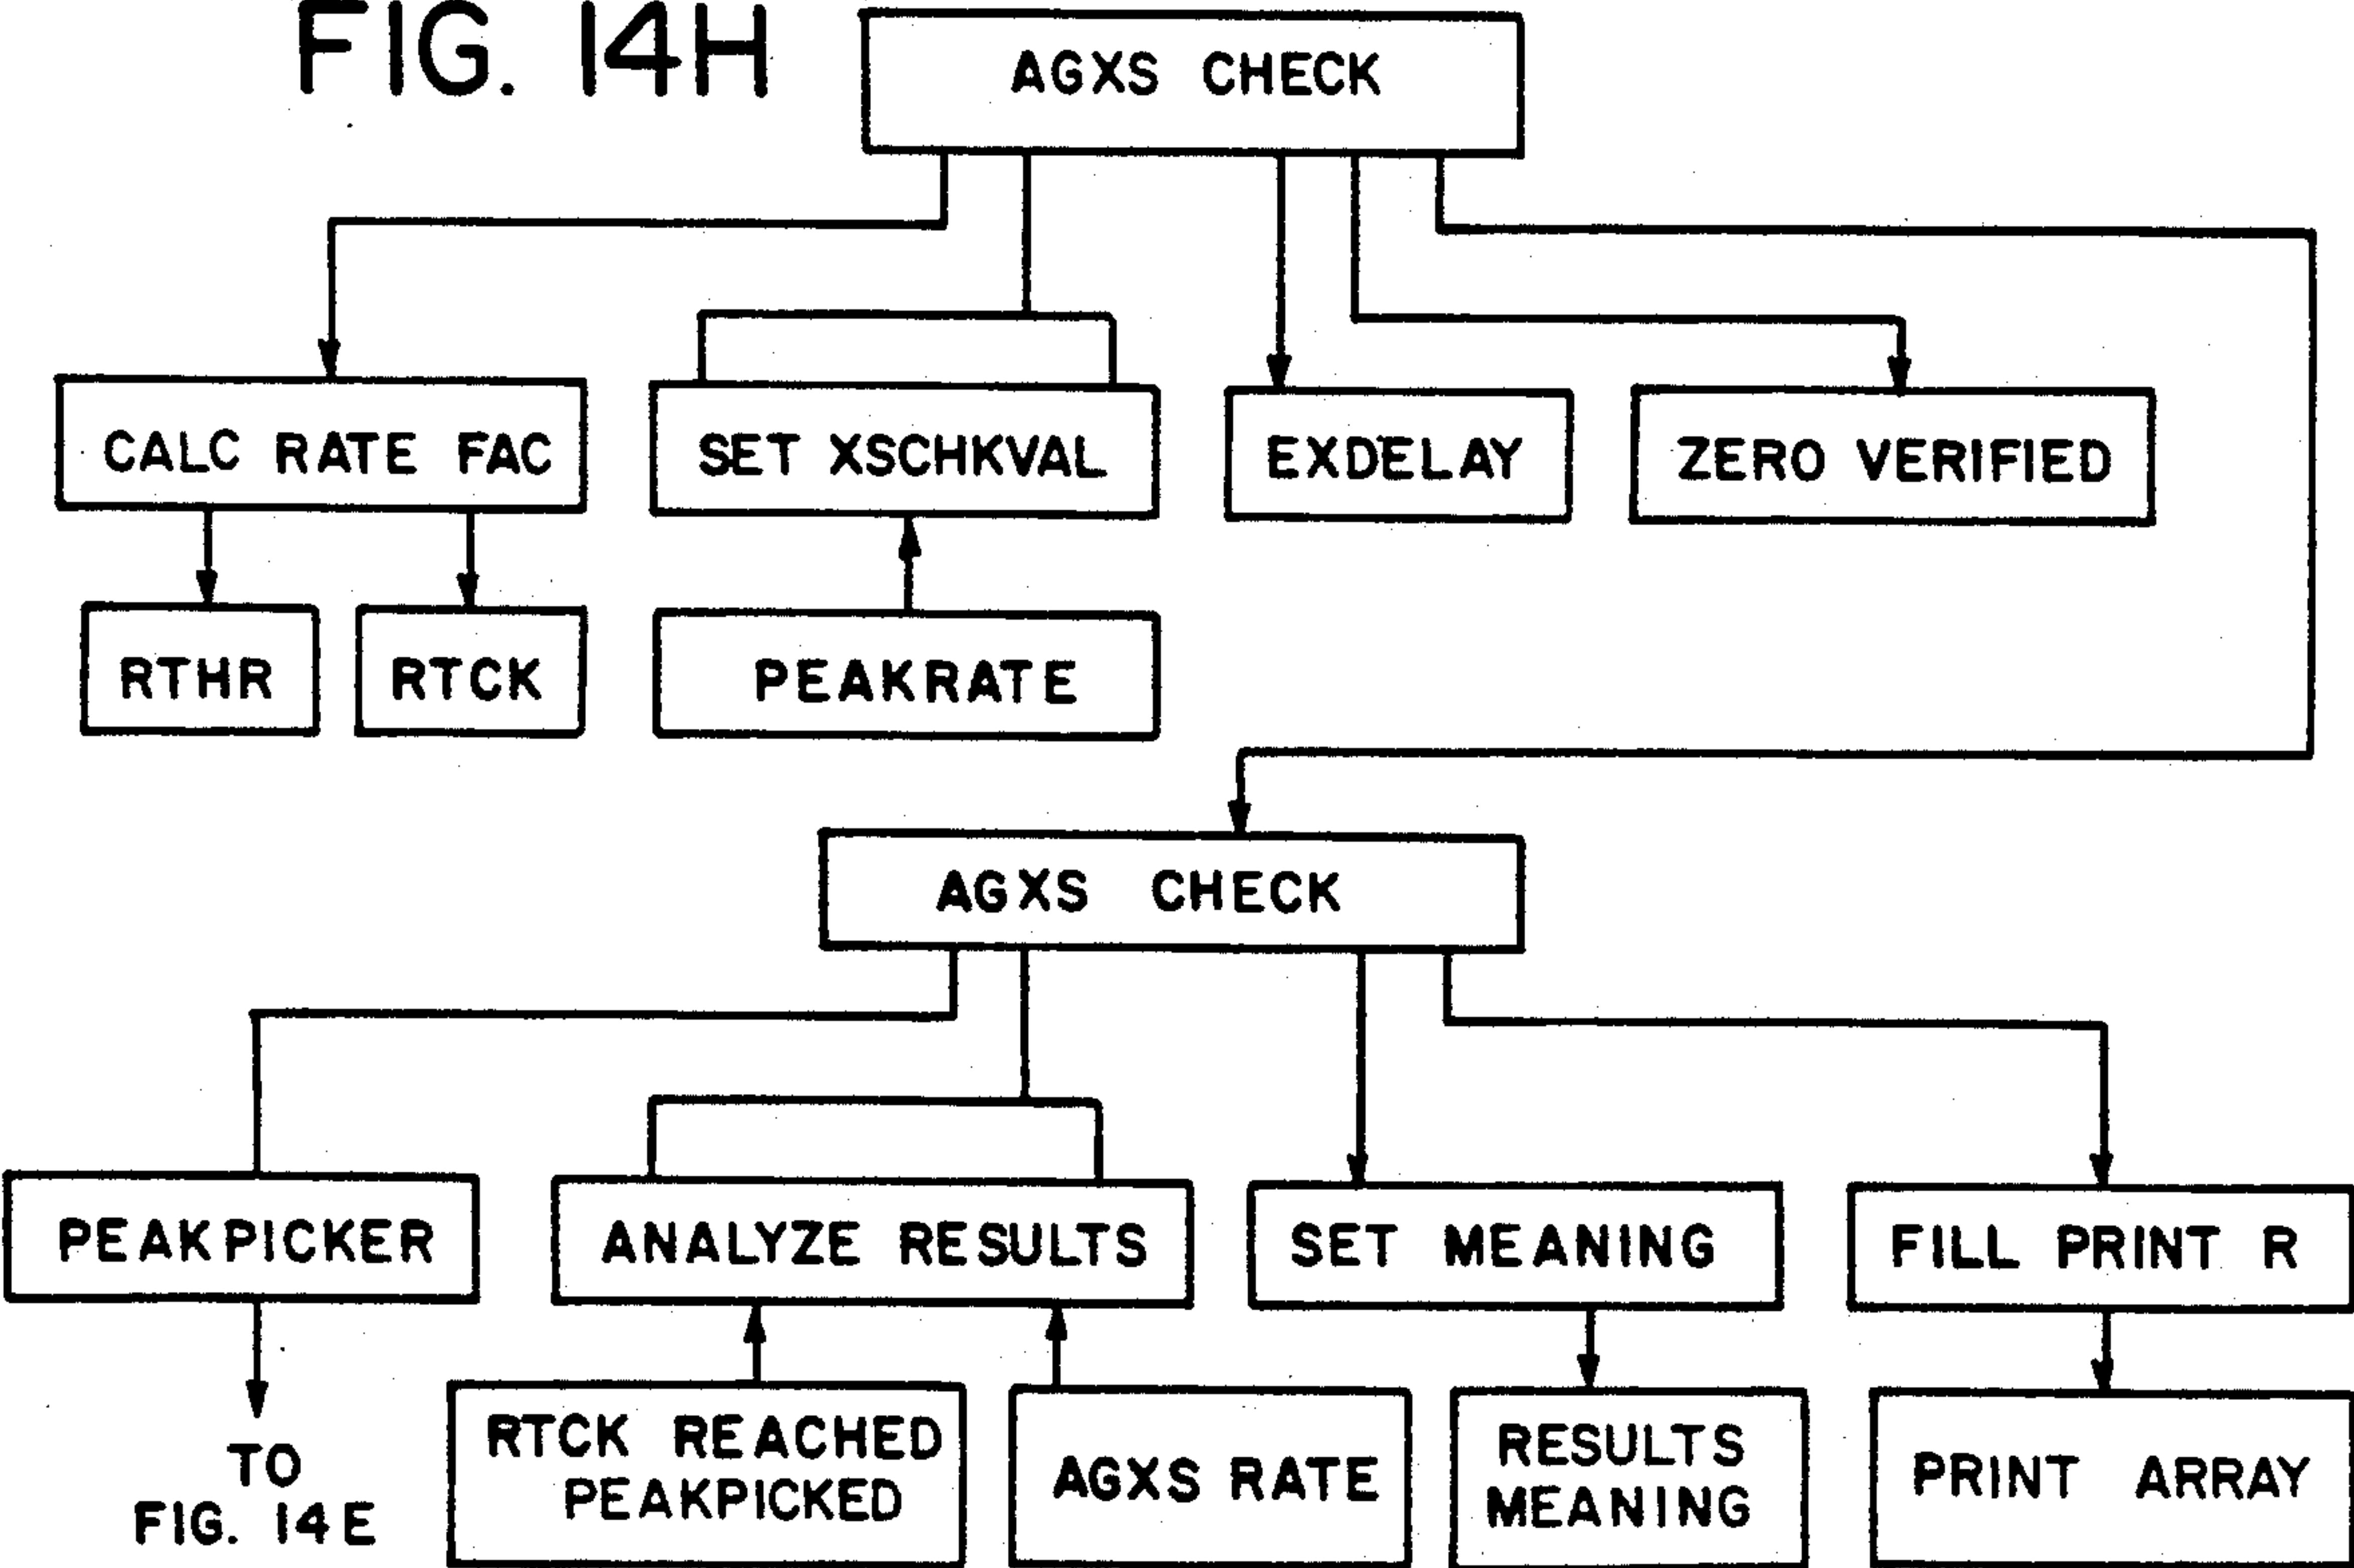 FIG. 14H
AGXS CHECK
CALC RATE FAC
SET XSCHKVAL
EXDELAY
ZERO VERIFIED
RTHR
RTCK
PEAKRATE
AGXS CHECK
PEAKPICKER
ANALYZE RESULTS
SET MEANING
FILL PRINT R
TO
FIG. 14E
RTCK REACHED
PEAKPICKED
AGXS RATE
RESULTS
MEANING
PRINT ARRAY